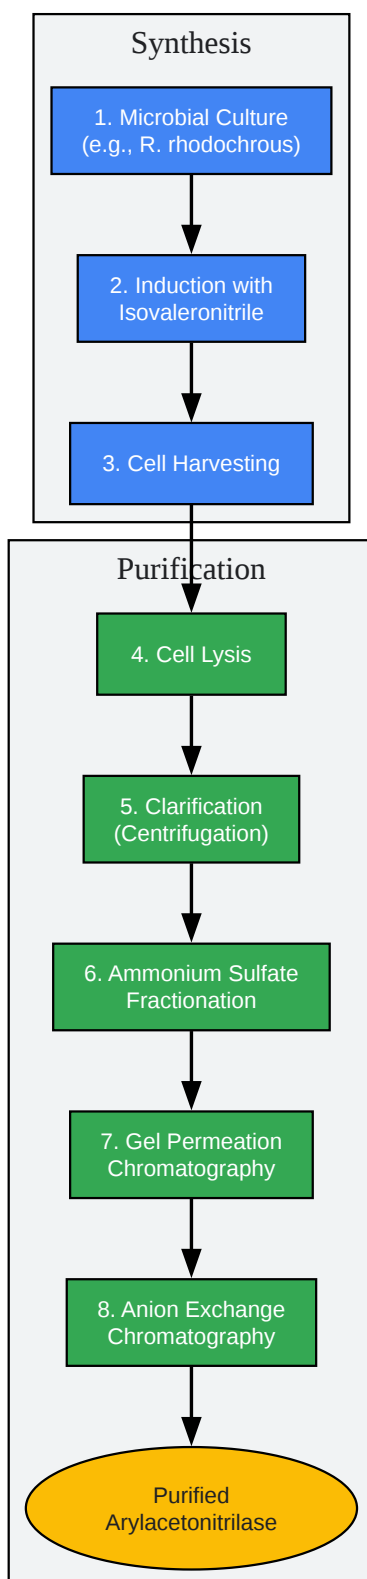 Synthesis
1. Microbial Culture
(e.g., R. rhodochrous)
2. Induction with
Isovaleronitrile
3. Cell Harvesting
Purification
4. Cell Lysis
5. Clarification
(Centrifugation)
6. Ammonium Sulfate
Fractionation
7. Gel Permeation
Chromatography
8. Anion Exchange
Chromatography
Purified
Arylacetonitrilase